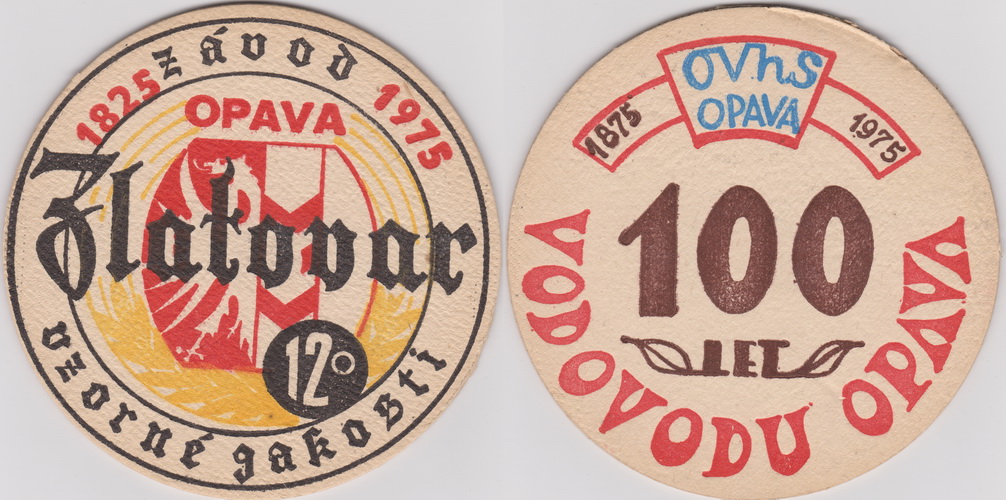 závod
1825 1975
OPAVA
Zlatovar
12°
vzorné jakosti
OVHS
OPAVA
1875 1975
100
LET
VODOVODU OPAVA